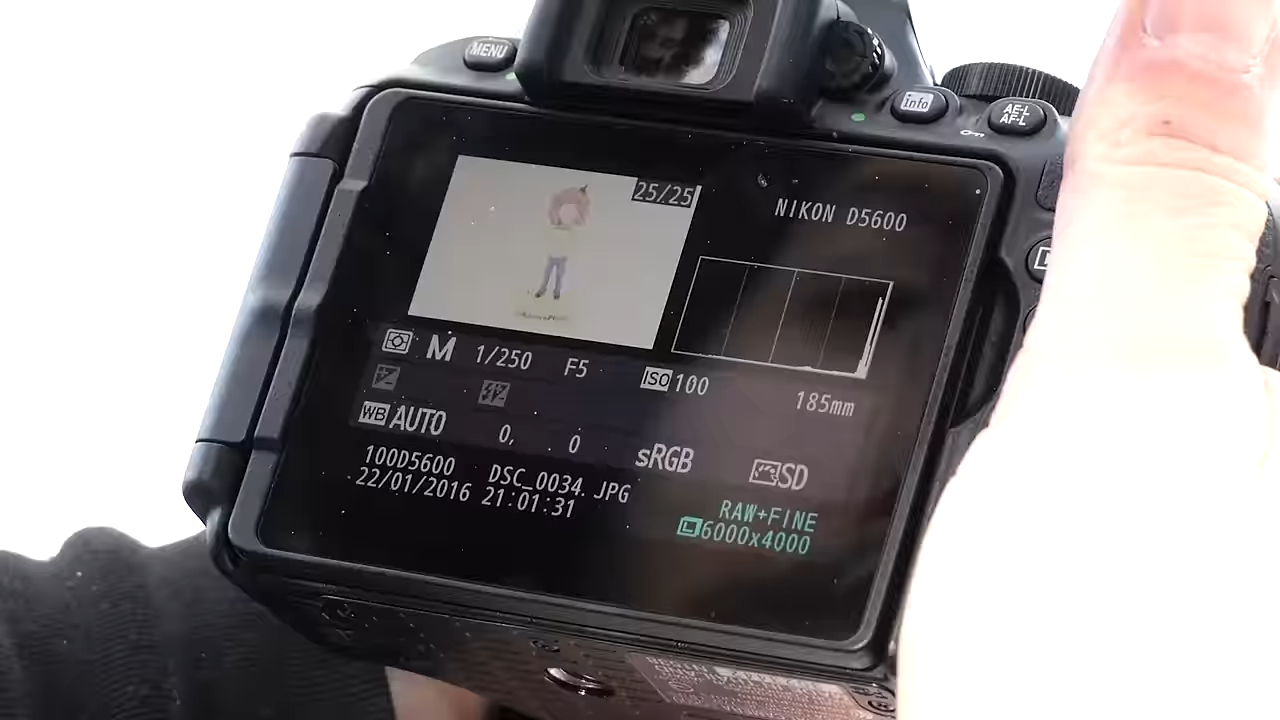 MENU
info
AE-L
AF-L
25/25
NIKON D5600
M 1/250 F5 ISO 100 185mm
WB AUTO 0, 0 sRGB SD
100D5600 DSC_0034.JPG
22/01/2016 21:01:31
RAW+FINE
L 6000x4000